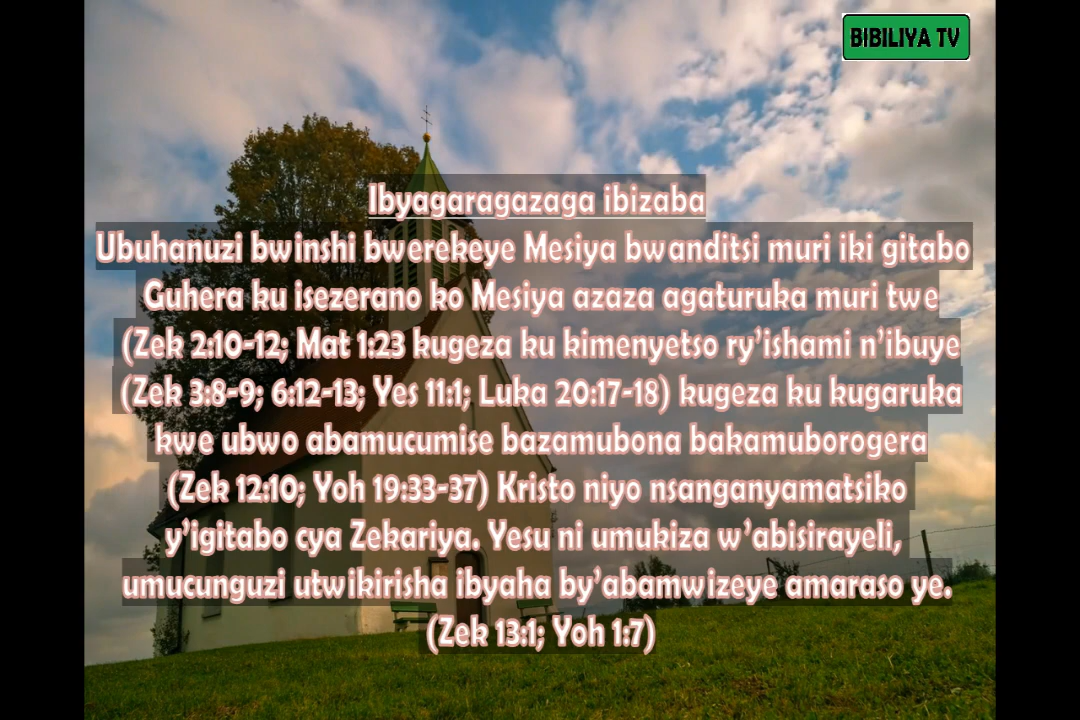 BIBILIYA TV
Ibyagaragazaga ibizaba
Ubuhanuzi bwinshi bwerekeye Mesiya bwanditsi muri iki gitabo
Guhera ku isezerano ko Mesiya azaza agaturuka muri twe
(Zek 2:10-12; Mat 1:23 kugeza ku kimenyetso ry’ishami n’ibuye
(Zek 3:8-9; 6:12-13; Yes 11:1; Luka 20:17-18) kugeza ku kugaruka
kwe ubwo abamucumise bazamubona bakamuborogera
(Zek 12:10; Yoh 19:33-37) Kristo niyo nsanganyamatsiko
y’igitabo cya Zekariya. Yesu ni umukiza w’abisirayeli,
umucunguzi utwikirisha ibyaha by’abamwizeye amaraso ye.
(Zek 13:1; Yoh 1:7)